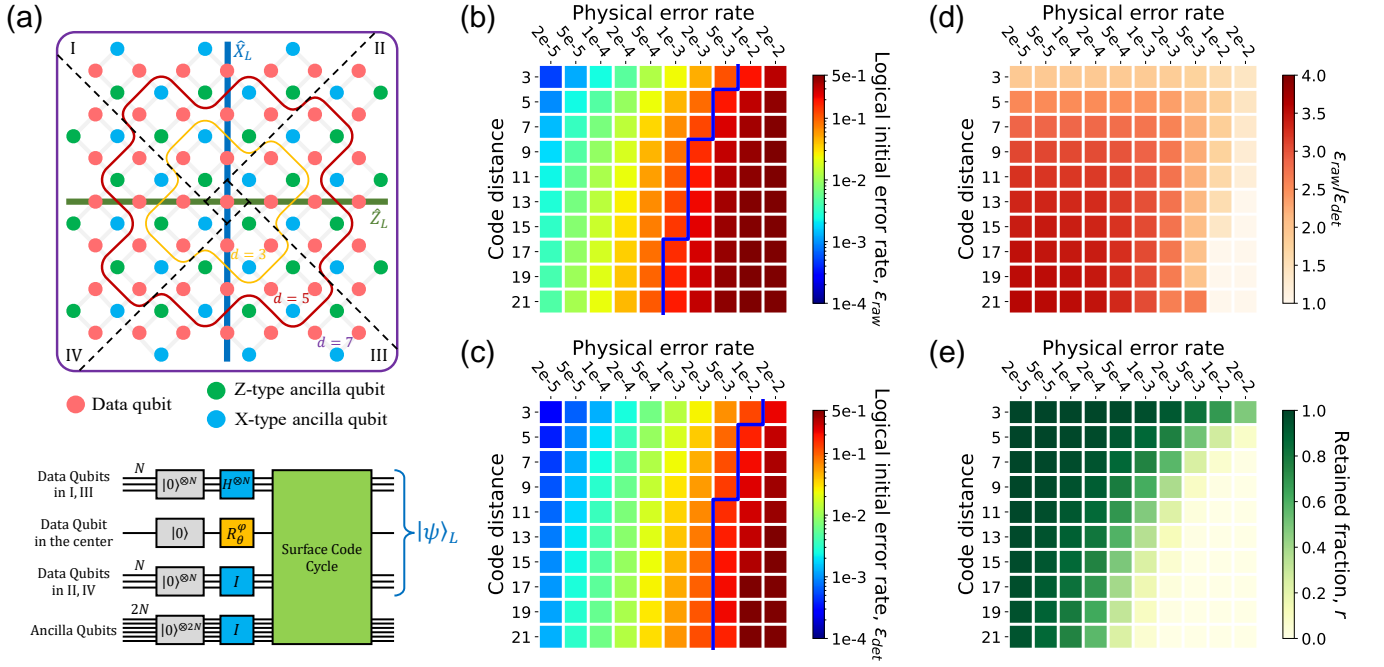 (a)
I
II
X̂_L
Ẑ_L
d = 3
d = 5
d = 7
IV
III
Data qubit
Z-type ancilla qubit
X-type ancilla qubit
Data Qubits in I, III
N
|0⟩^⊗N
H^⊗N
Data Qubit in the center
|0⟩
R_θ^φ
Data Qubits in II, IV
N
|0⟩^⊗N
I
Ancilla Qubits
2N
|0⟩^⊗2N
I
Surface Code Cycle
|ψ⟩_L
(b)
Physical error rate
2e-5 5e-5 1e-4 2e-4 5e-4 1e-3 2e-3 5e-3 1e-2 2e-2
Code distance
3
5
7
9
11
13
15
17
19
21
5e-1
1e-1
1e-2
1e-3
1e-4
Logical initial error rate, ε_raw
(c)
Physical error rate
2e-5 5e-5 1e-4 2e-4 5e-4 1e-3 2e-3 5e-3 1e-2 2e-2
Code distance
3
5
7
9
11
13
15
17
19
21
5e-1
1e-1
1e-2
1e-3
1e-4
Logical initial error rate, ε_det
(d)
Physical error rate
2e-5 5e-5 1e-4 2e-4 5e-4 1e-3 2e-3 5e-3 1e-2 2e-2
Code distance
3
5
7
9
11
13
15
17
19
21
4.0
3.5
3.0
2.5
2.0
1.5
1.0
ε_raw/ε_det
(e)
Physical error rate
2e-5 5e-5 1e-4 2e-4 5e-4 1e-3 2e-3 5e-3 1e-2 2e-2
Code distance
3
5
7
9
11
13
15
17
19
21
1.0
0.8
0.6
0.4
0.2
0.0
Retained fraction, r